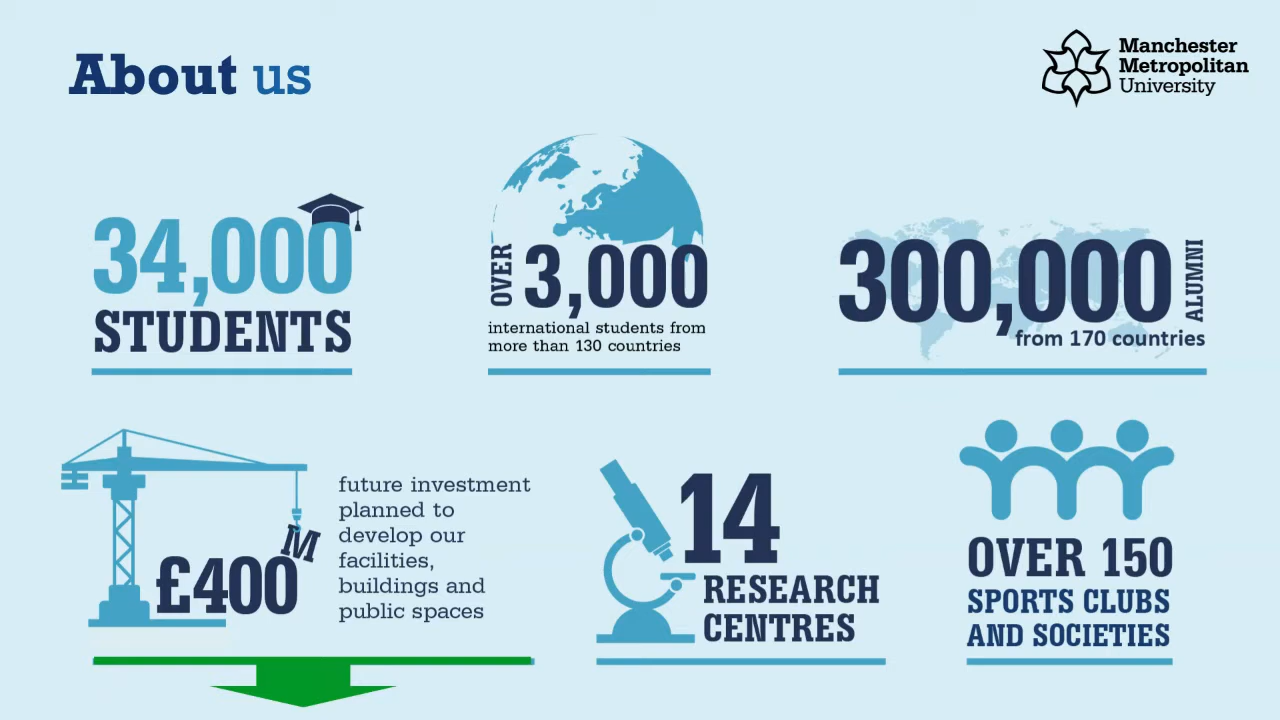 About us
Manchester
Metropolitan
University
34,000
STUDENTS
OVER 3,000
international students from
more than 130 countries
300,000 ALUMNI
from 170 countries
£400M
future investment
planned to
develop our
facilities,
buildings and
public spaces
14
RESEARCH
CENTRES
OVER 150
SPORTS CLUBS
AND SOCIETIES